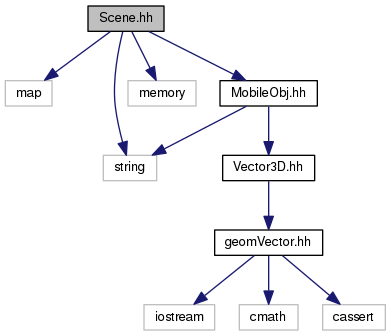 Scene.hh
map
memory
MobileObj.hh
string
Vector3D.hh
geomVector.hh
iostream
cmath
cassert